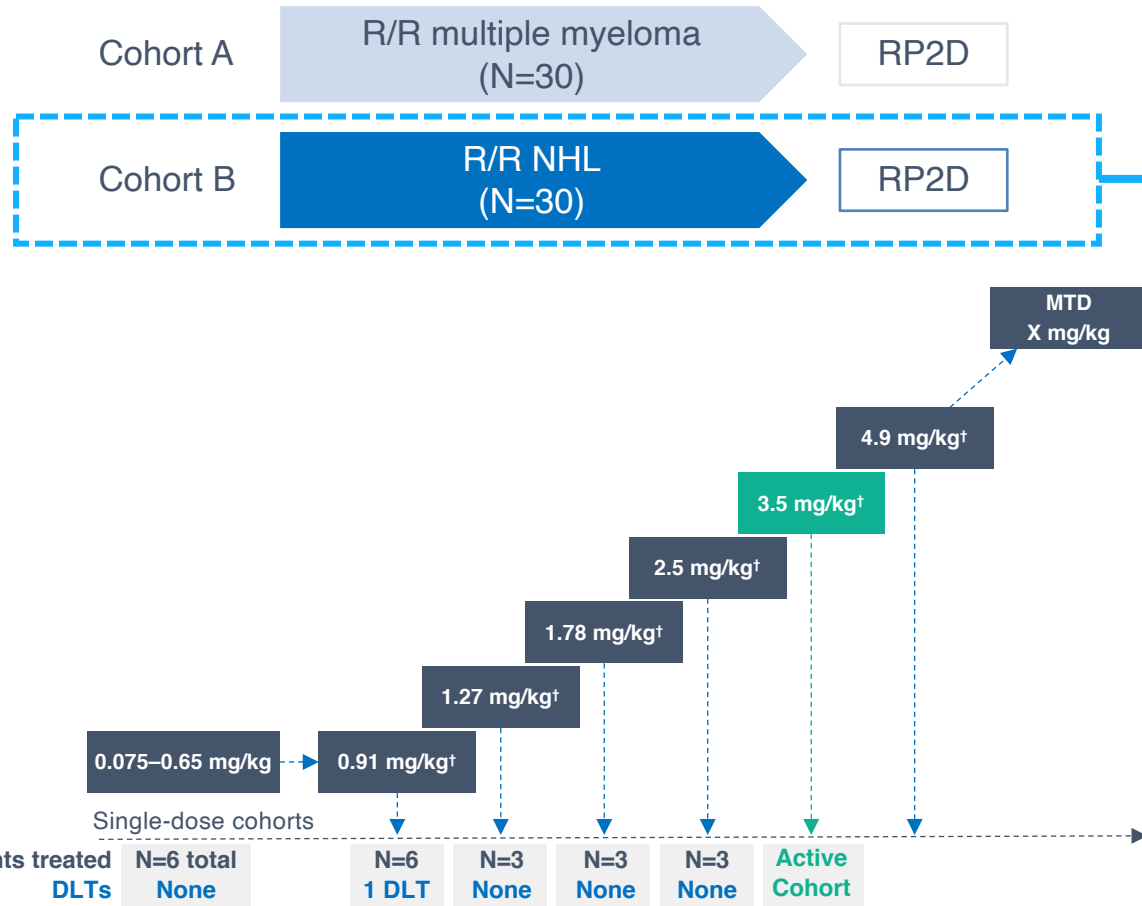 Cohort A
R/R multiple myeloma
(N=30)
RP2D
Cohort B
R/R NHL
(N=30)
RP2D
MTD
X mg/kg
4.9 mg/kg†
3.5 mg/kg†
2.5 mg/kg†
1.78 mg/kg†
1.27 mg/kg†
0.075–0.65 mg/kg
0.91 mg/kg†
Single-dose cohorts
treated N=6 total N=6 N=3 N=3 N=3 Active
DLTs None 1 DLT None None None Cohort